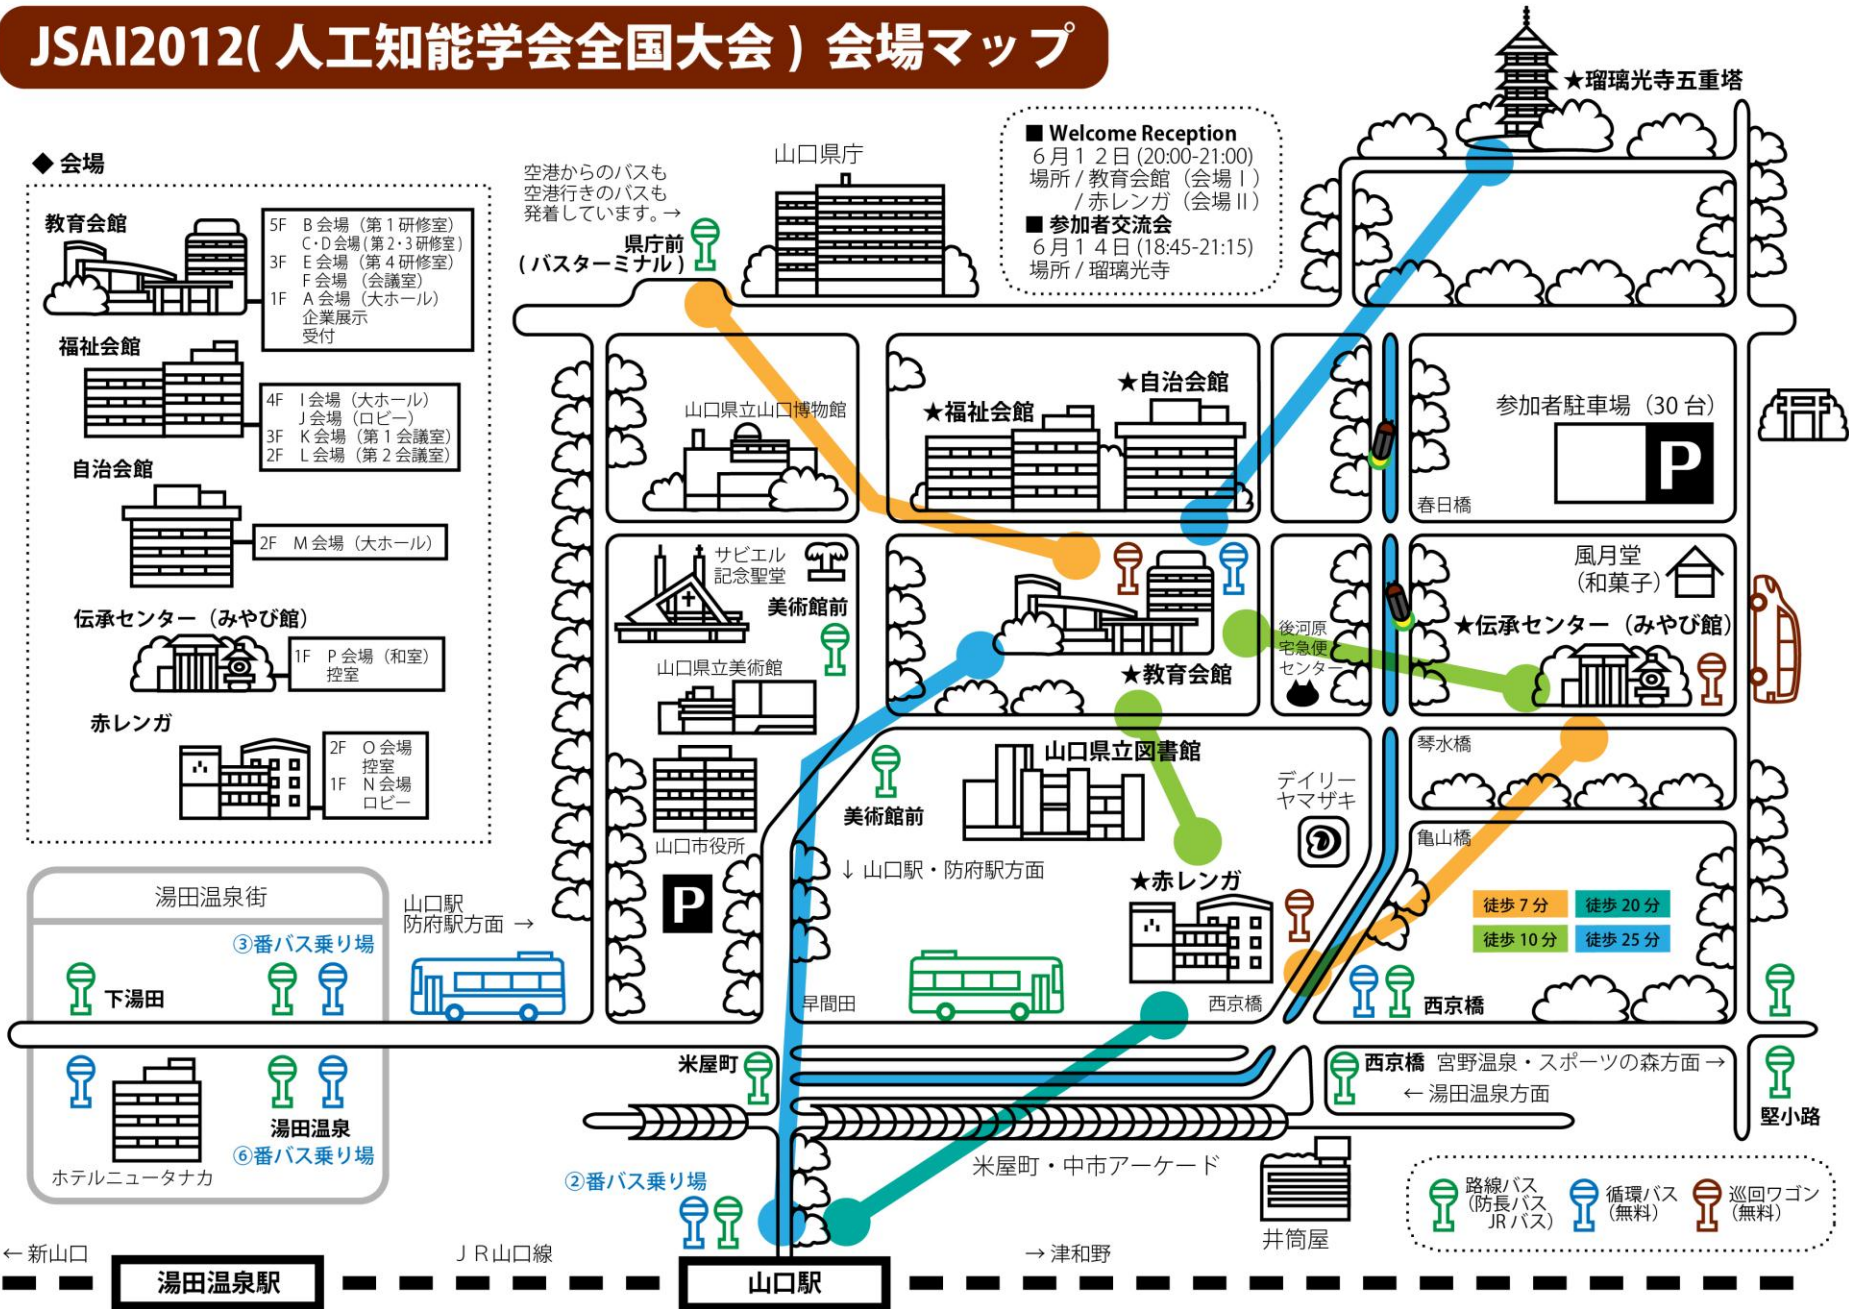 JSAI2012(人工知能学会全国大会)会場マップ
◆ 会場
教育会館
5F B会場（第1研修室）
C・D会場(第2・3研修室)
3F E会場（第4研修室）
F会場（会議室）
1F A会場（大ホール）
企業展示
受付
福祉会館
4F I会場（大ホール）
J会場（ロビー）
3F K会場（第1会議室）
2F L会場（第2会議室）
自治会館
2F M会場（大ホール）
伝承センター（みやび館）
1F P会場（和室）
控室
赤レンガ
2F O会場
控室
1F N会場
ロビー
空港からのバスも
空港行きのバスも
発着しています。→
県庁前
(バスターミナル)
山口県庁
■ Welcome Reception
6月12日(20:00-21:00)
場所/教育会館（会場Ⅰ）
/赤レンガ（会場Ⅱ）
■ 参加者交流会
6月14日(18:45-21:15)
場所/瑠璃光寺
★瑠璃光寺五重塔
山口県立山口博物館
★福祉会館
★自治会館
参加者駐車場（30台）
P
春日橋
サビエル
記念聖堂
美術館前
山口県立美術館
★教育会館
後河原
宅急便
センター
風月堂
（和菓子）
★伝承センター（みやび館）
琴水橋
山口市役所
P
美術館前
山口県立図書館
デイリー
ヤマザキ
亀山橋
↓山口駅・防府駅方面
★赤レンガ
徒歩7分
徒歩20分
徒歩10分
徒歩25分
早間田
西京橋
西京橋
湯田温泉街
③番バス乗り場
下湯田
山口駅
防府駅方面 →
湯田温泉
⑥番バス乗り場
ホテルニュータナカ
米屋町
西京橋 宮野温泉・スポーツの森方面→
←湯田温泉方面
竪小路
米屋町・中市アーケード
②番バス乗り場
井筒屋
路線バス
(防長バス
JRバス)
循環バス
(無料)
巡回ワゴン
(無料)
←新山口
湯田温泉駅
JR山口線
山口駅
→津和野